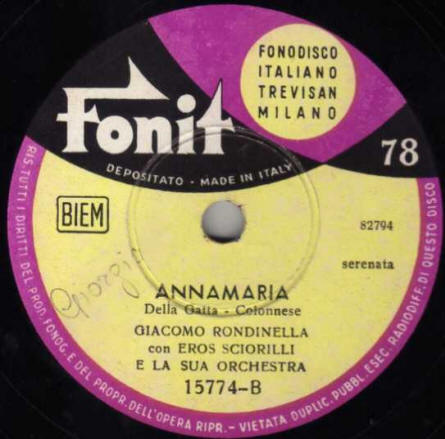 Fonit
FONODISCO
ITALIANO
TREVISAN
MILANO
DEPOSITATO - MADE IN ITALY
78
BIEM
82794
serenata
Giorgio
ANNAMARIA
Della Gatta - Colonnese
GIACOMO RONDINELLA
con EROS SCIORILLI
E LA SUA ORCHESTRA
15774-B
RIS. TUTTI I DIRITTI DEL PROD. FONOG. E DEL PROPR. DELL'OPERA RIPR. - VIETATA DUPLIC. PUBBL. ESEC. RADIODIFF. DI QUESTO DISCO